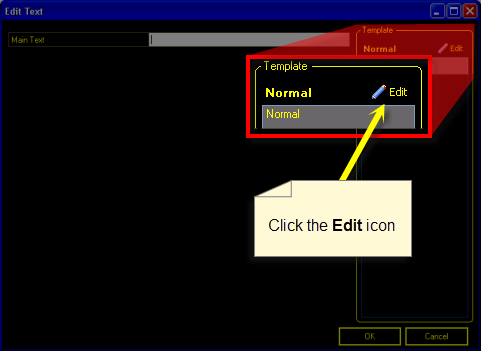 Edit Text
Main Text
Template
Normal Edit
Template
Normal Edit
Normal
Click the Edit icon
OK Cancel